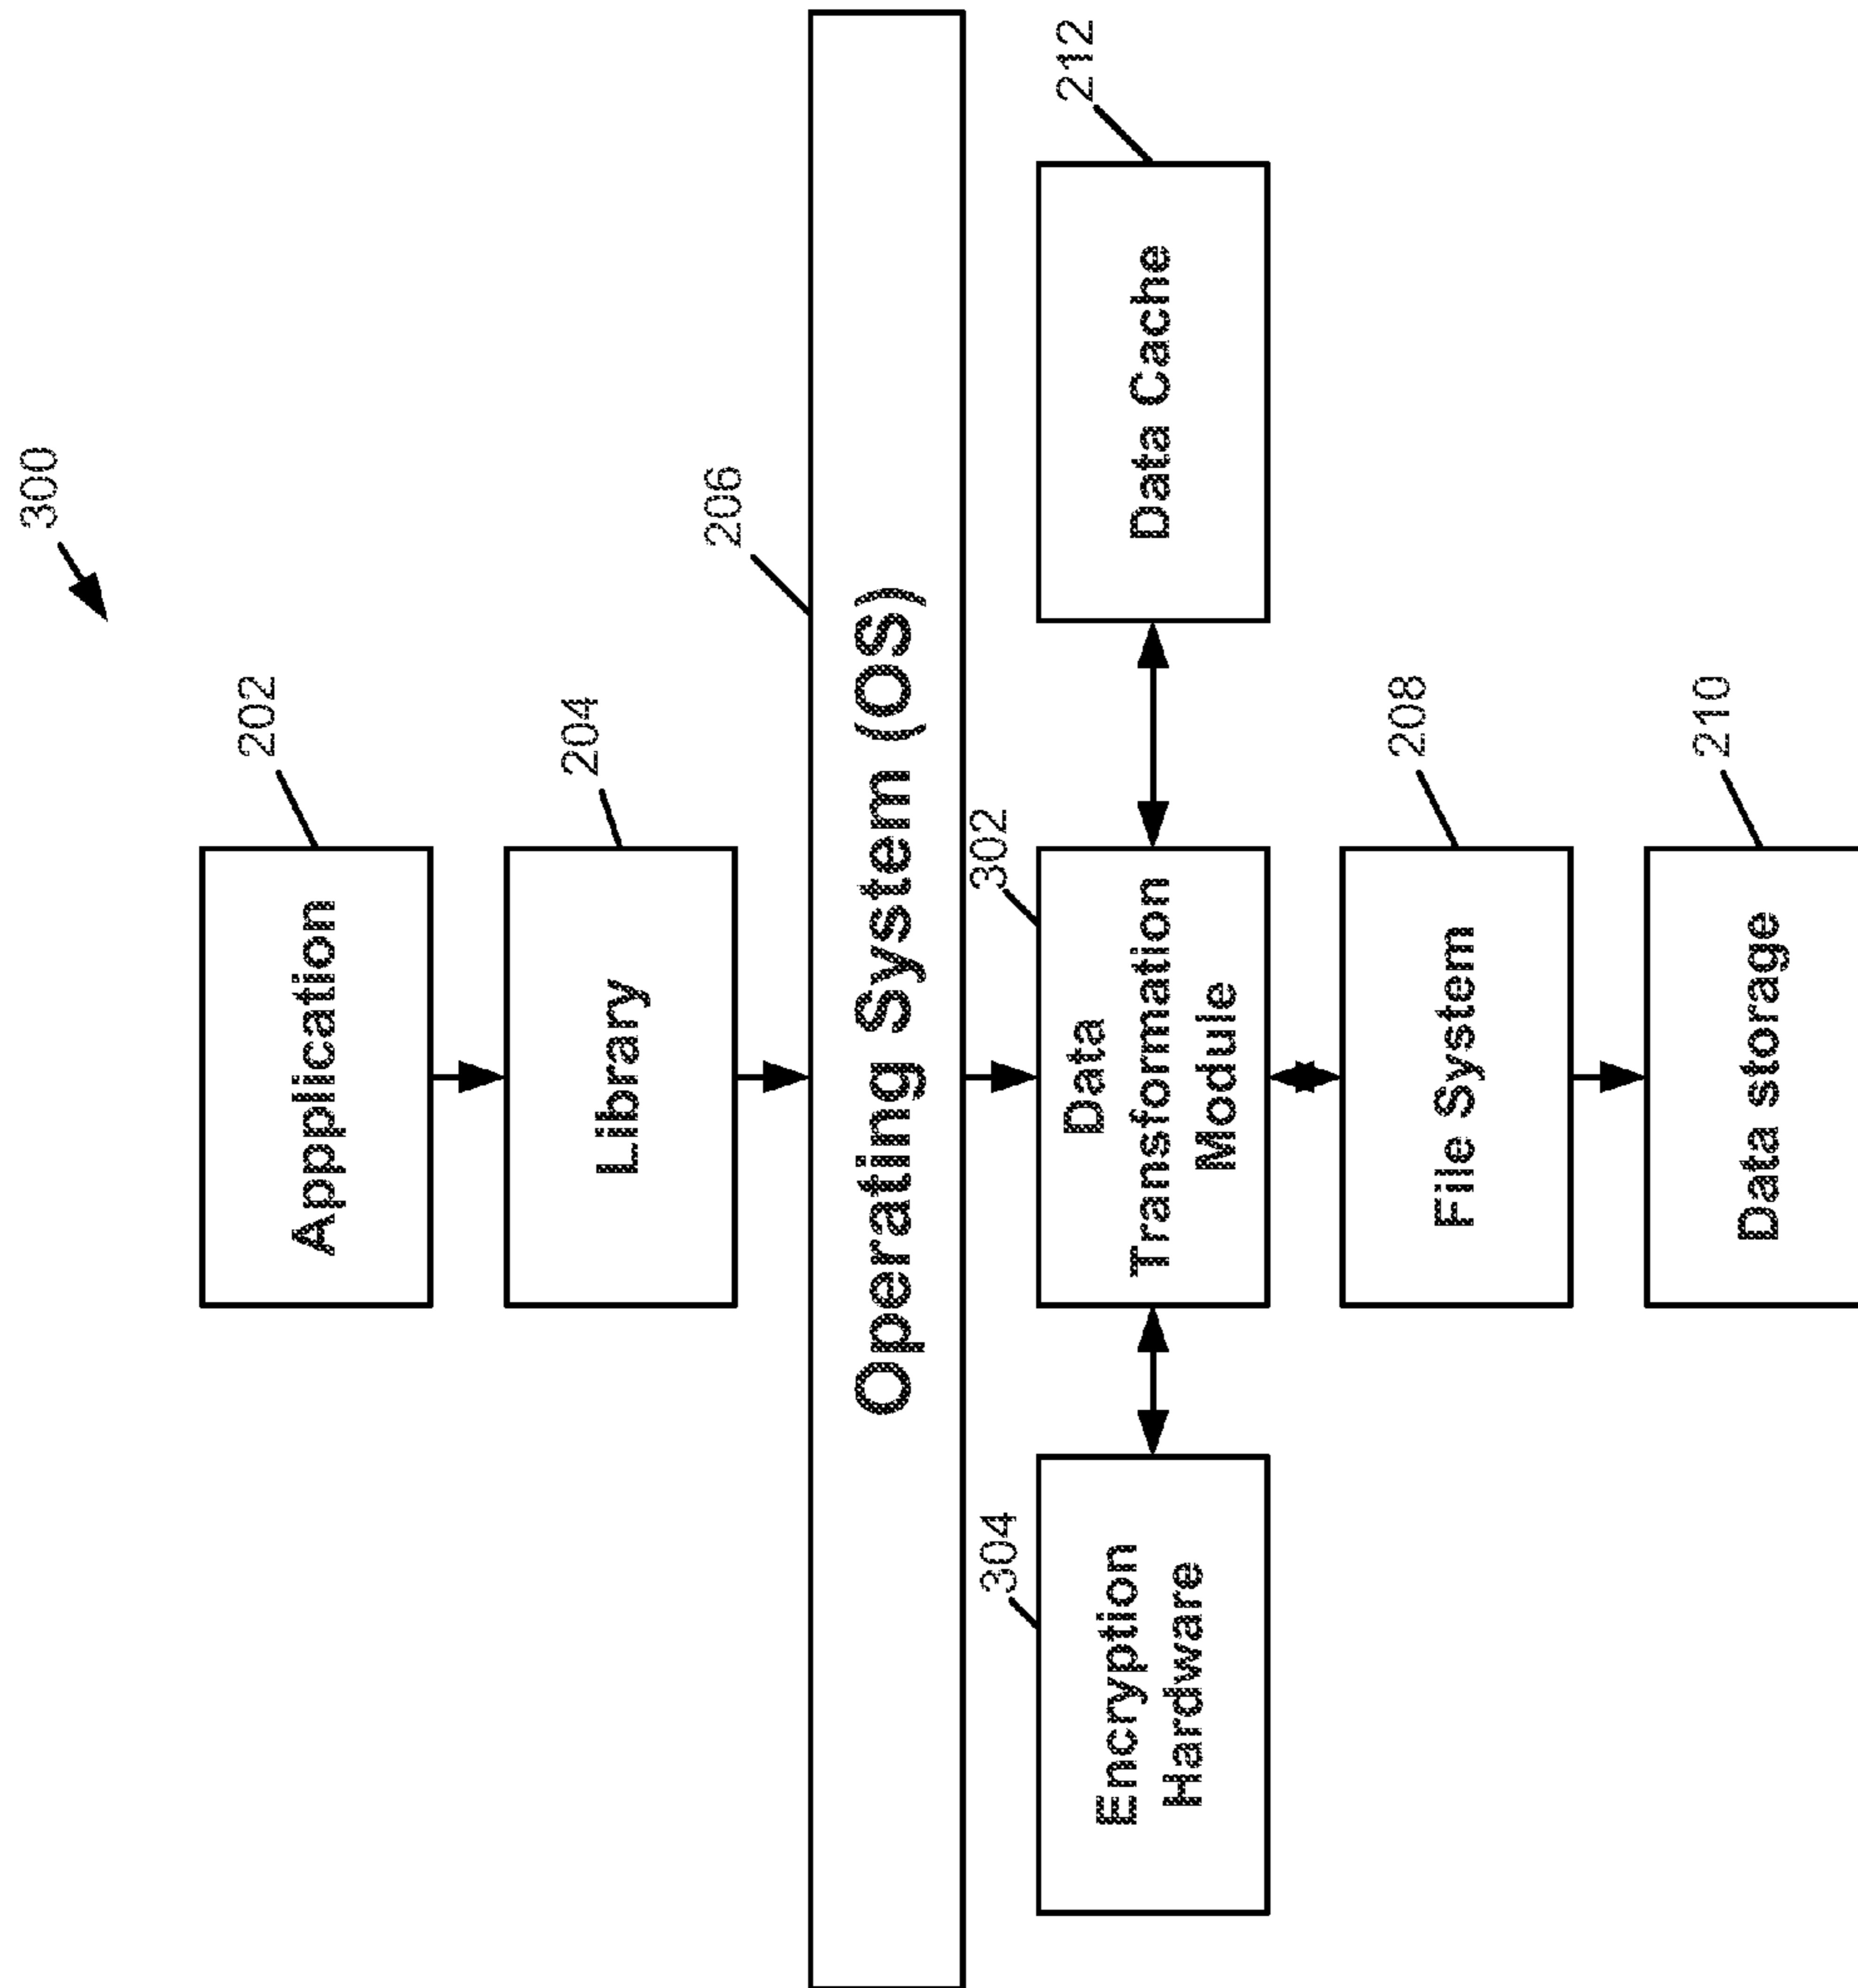 300
Application
202
Library
204
Operating System (OS)
206
Encryption
Hardware
304
Data
Transformation
Module
302
Data Cache
212
File System
208
Data storage
210